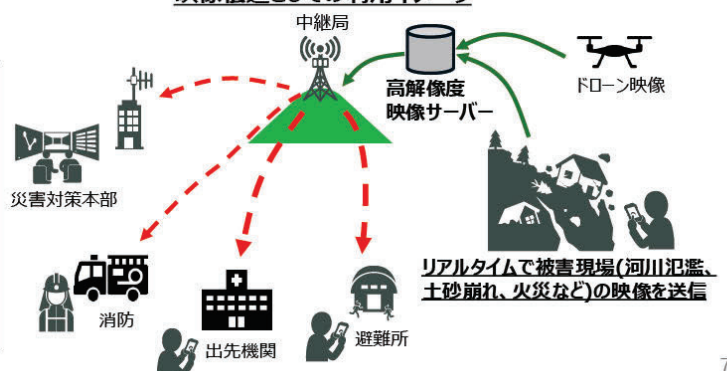 中継局
高解像度
映像サーバー
ドローン映像
災害対策本部
リアルタイムで被害現場(河川氾濫、
土砂崩れ、火災など)の映像を送信
消防
出先機関
避難所
7